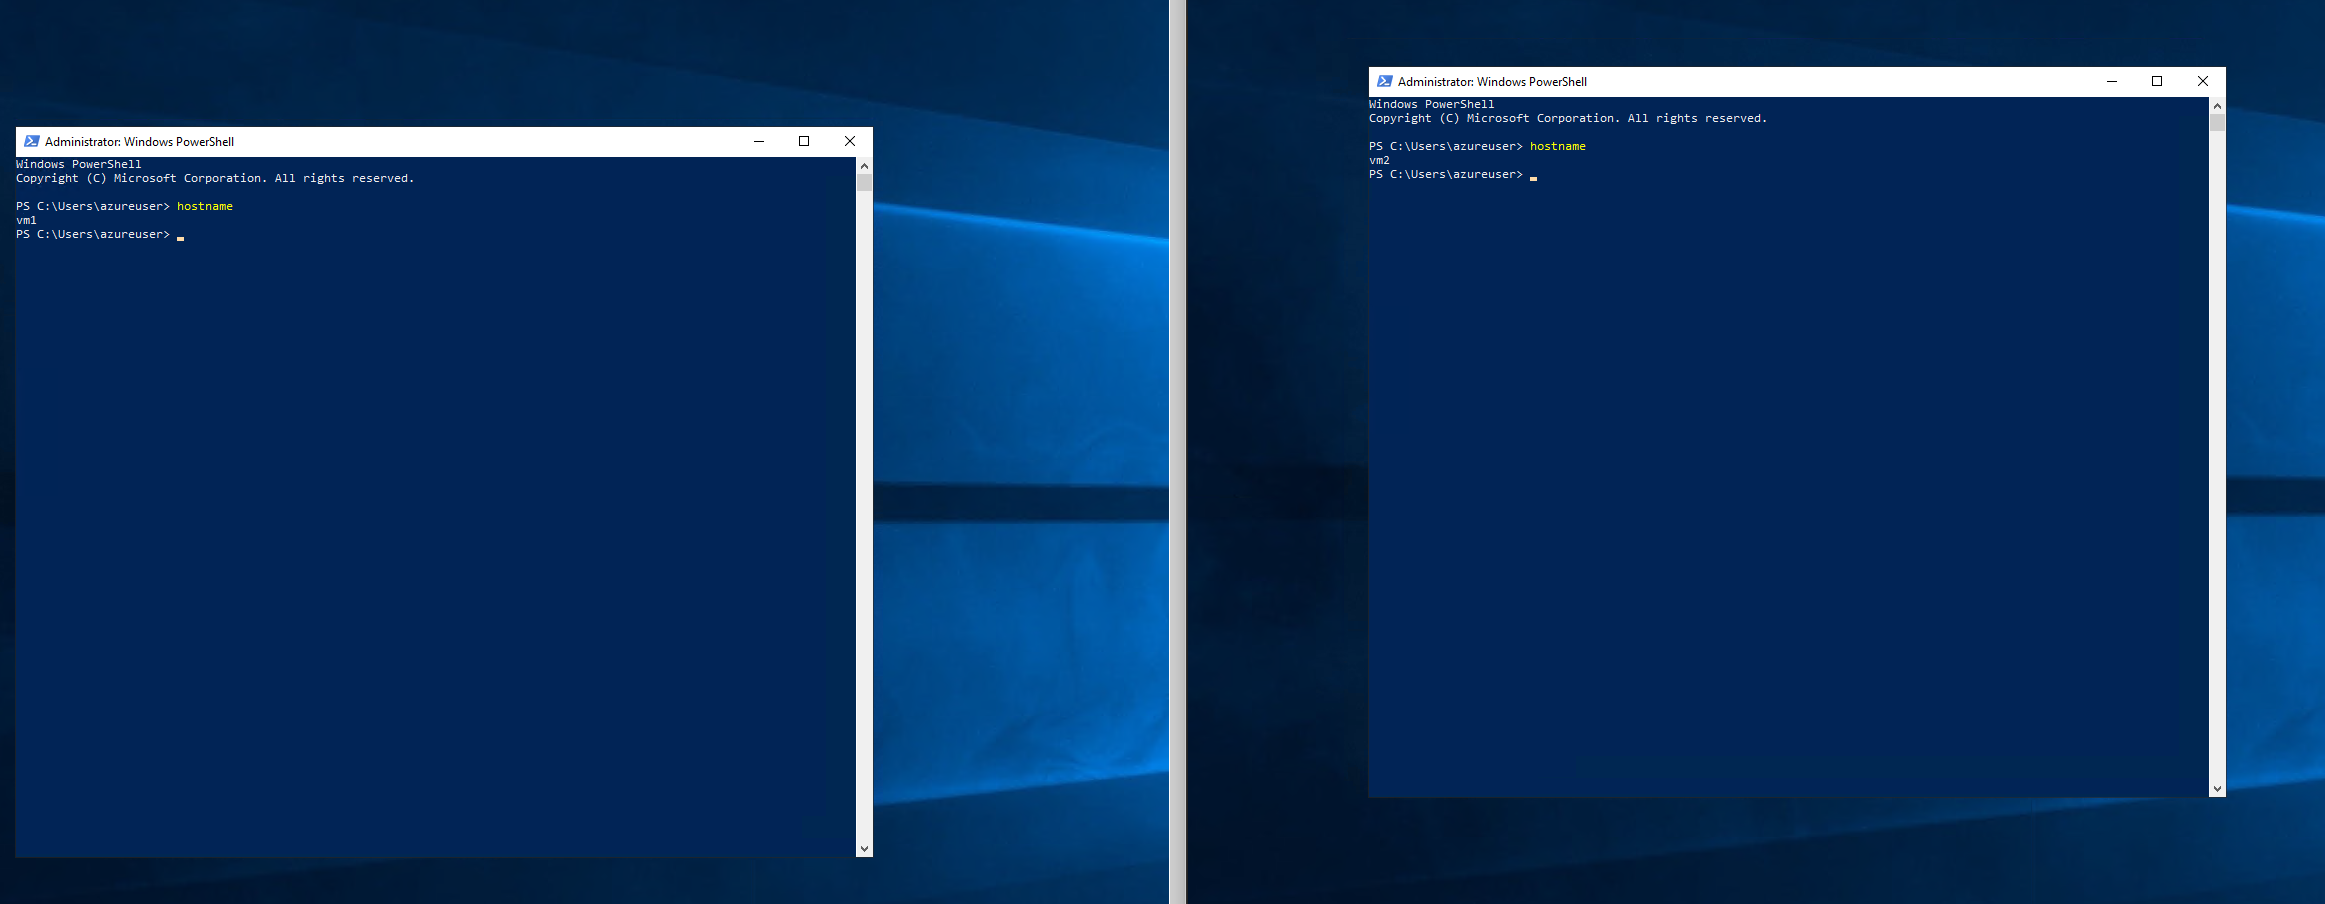 Administrator: Windows PowerShell
Windows PowerShell
Copyright (C) Microsoft Corporation. All rights reserved.
PS C:\Users\azureuser> hostname
vm1
PS C:\Users\azureuser>
Administrator: Windows PowerShell
Windows PowerShell
Copyright (C) Microsoft Corporation. All rights reserved.
PS C:\Users\azureuser> hostname
vm2
PS C:\Users\azureuser>